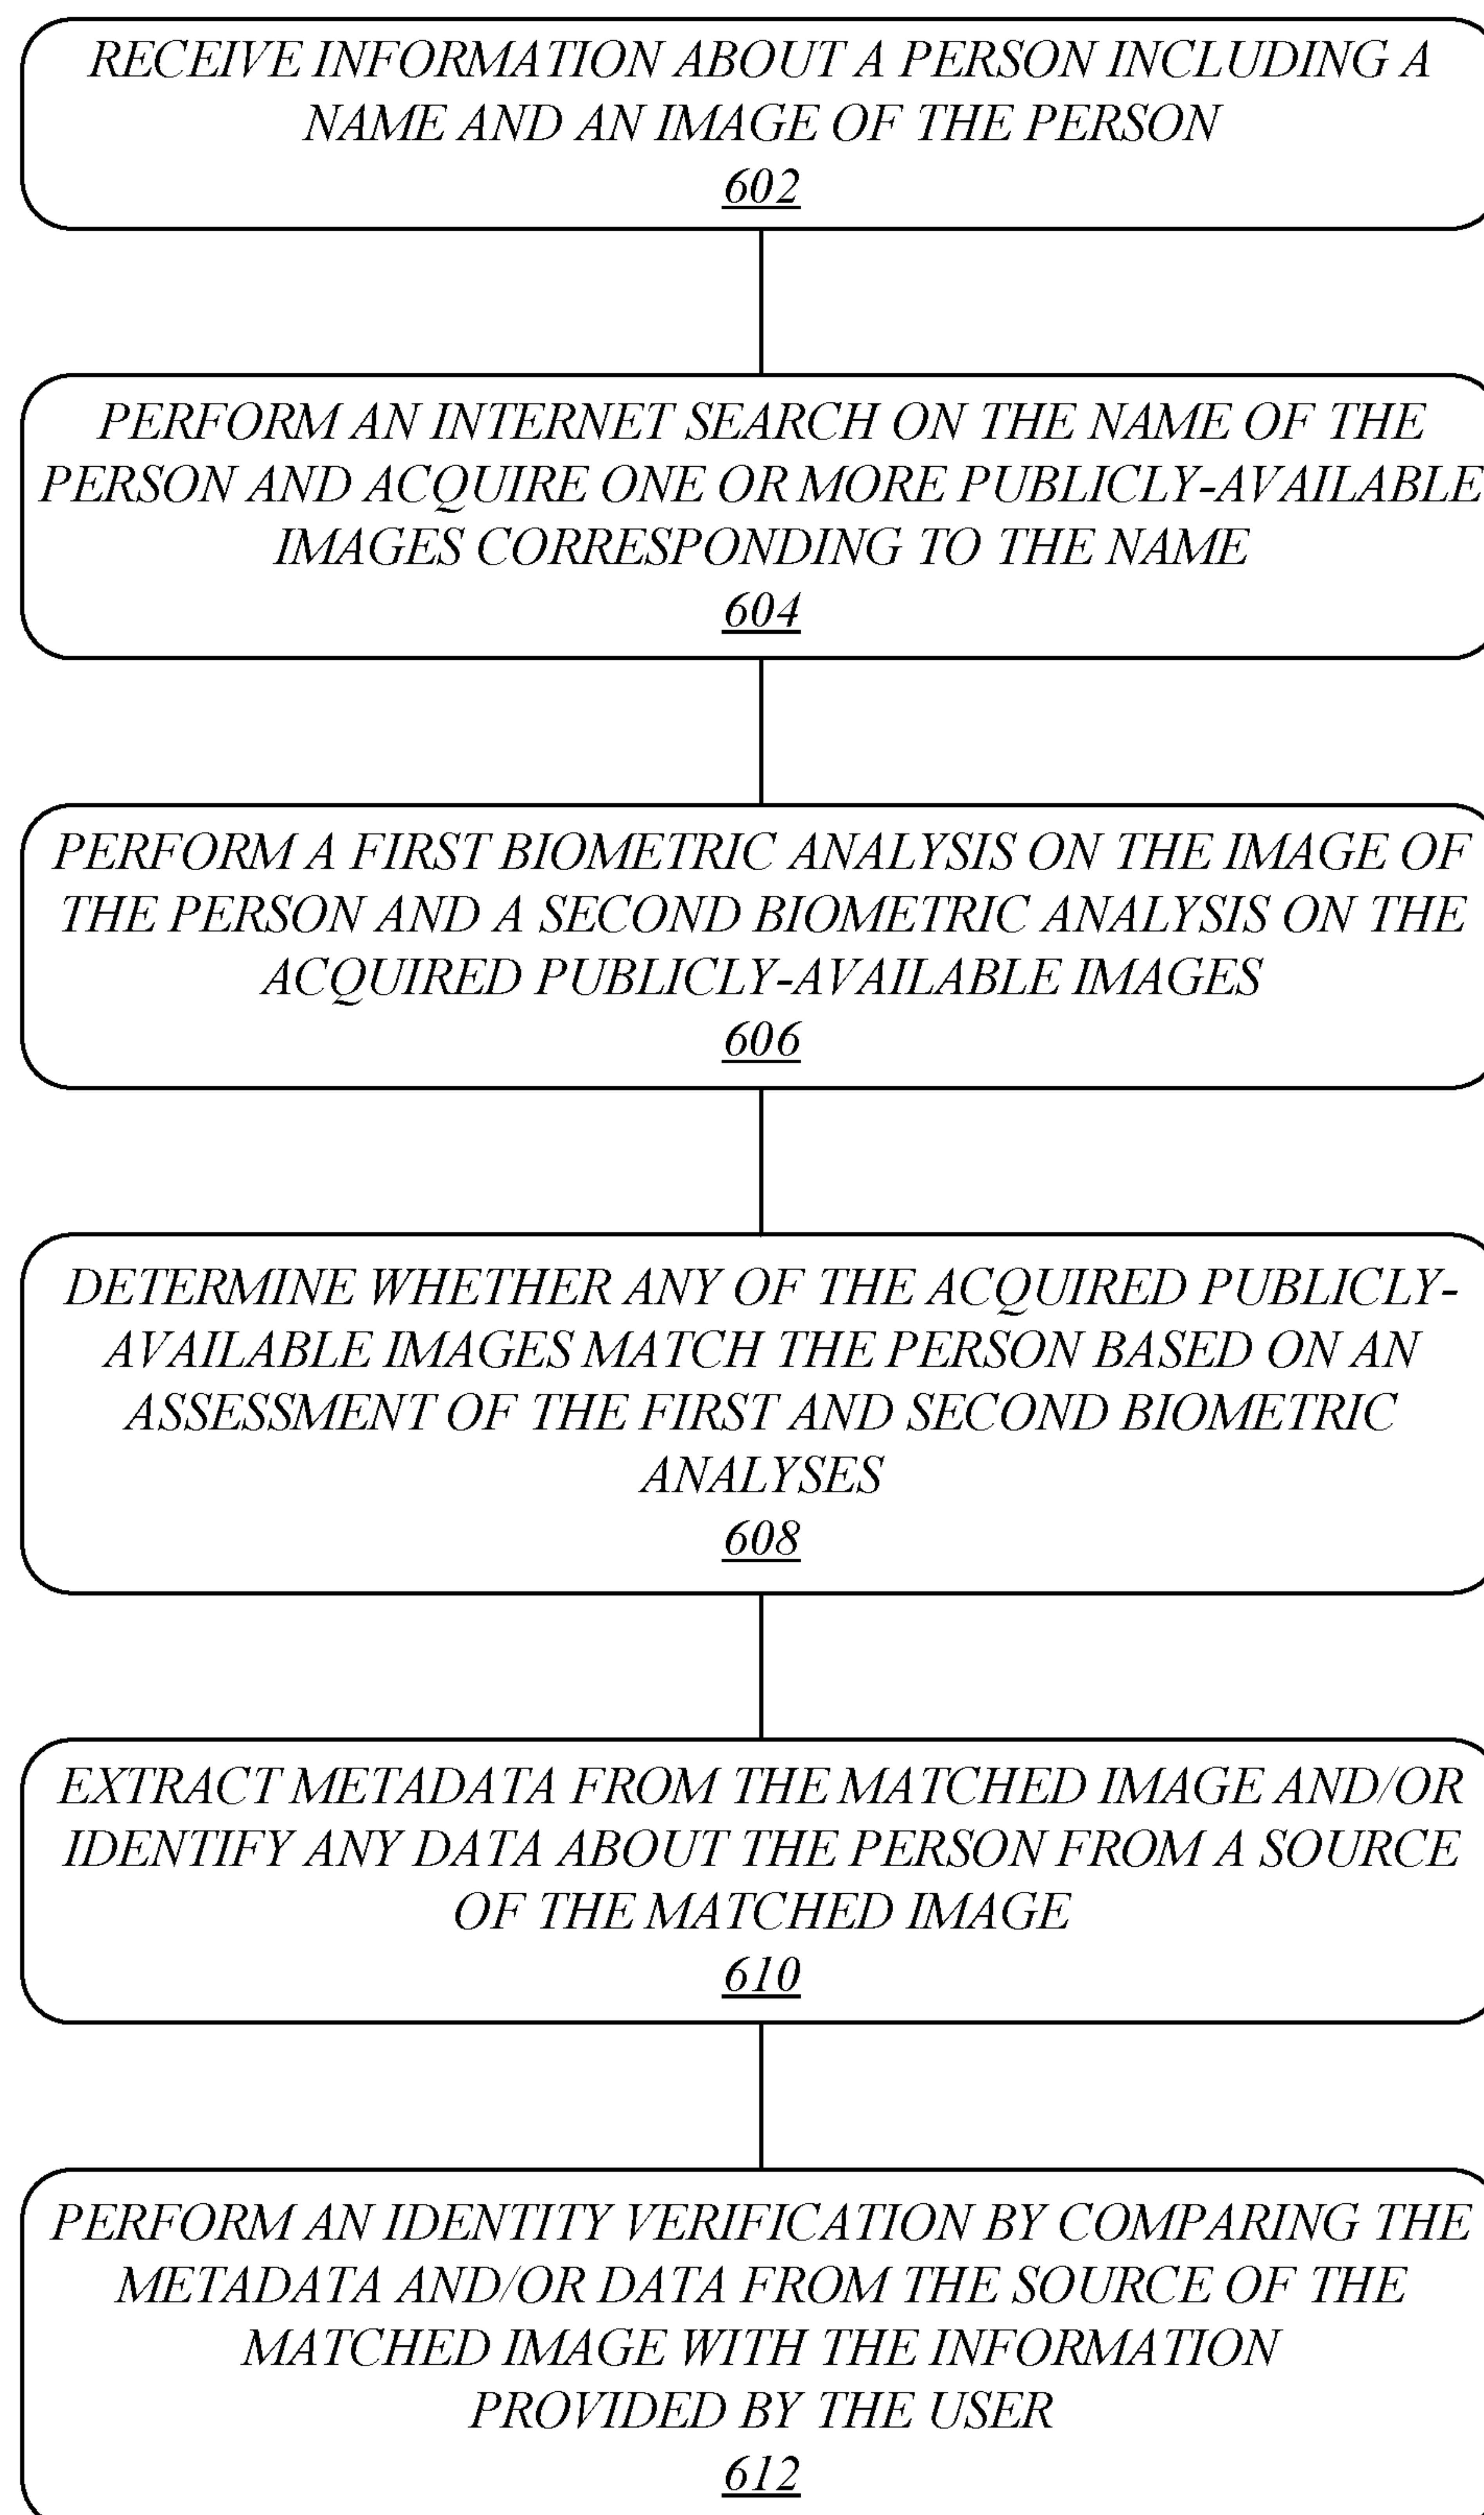 RECEIVE INFORMATION ABOUT A PERSON INCLUDING A
NAME AND AN IMAGE OF THE PERSON
602
PERFORM AN INTERNET SEARCH ON THE NAME OF THE
PERSON AND ACQUIRE ONE OR MORE PUBLICLY-AVAILABLE
IMAGES CORRESPONDING TO THE NAME
604
PERFORM A FIRST BIOMETRIC ANALYSIS ON THE IMAGE OF
THE PERSON AND A SECOND BIOMETRIC ANALYSIS ON THE
ACQUIRED PUBLICLY-AVAILABLE IMAGES
606
DETERMINE WHETHER ANY OF THE ACQUIRED PUBLICLY-
AVAILABLE IMAGES MATCH THE PERSON BASED ON AN
ASSESSMENT OF THE FIRST AND SECOND BIOMETRIC
ANALYSES
608
EXTRACT METADATA FROM THE MATCHED IMAGE AND/OR
IDENTIFY ANY DATA ABOUT THE PERSON FROM A SOURCE
OF THE MATCHED IMAGE
610
PERFORM AN IDENTITY VERIFICATION BY COMPARING THE
METADATA AND/OR DATA FROM THE SOURCE OF THE
MATCHED IMAGE WITH THE INFORMATION
PROVIDED BY THE USER
612